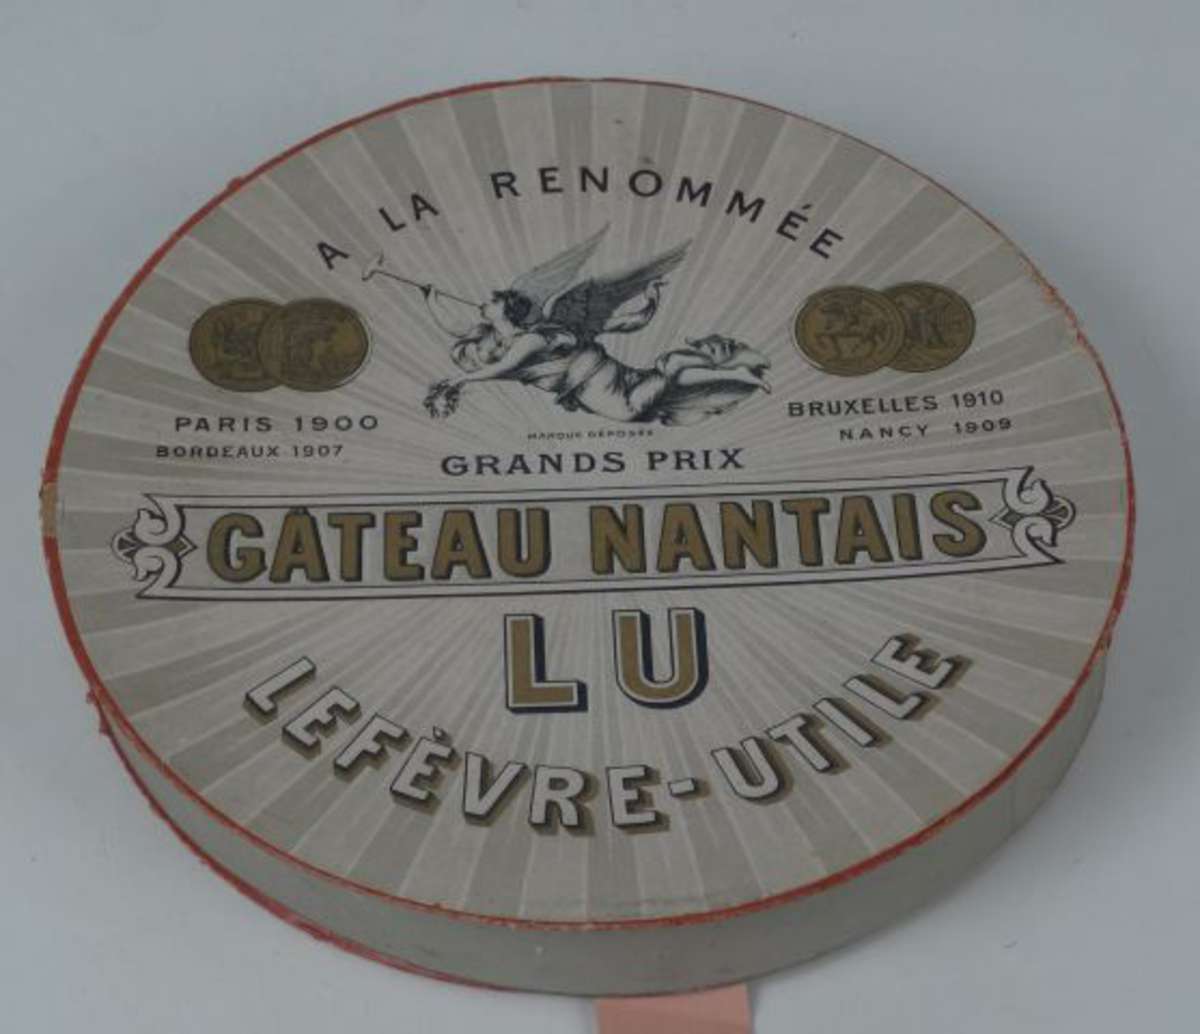 A LA RENOMMÉE
PARIS 1900
BORDEAUX 1907
BRUXELLES 1910
NANCY 1909
MARQUE DÉPOSÉE
GRANDS PRIX
GÂTEAU NANTAIS
LU
LEFÈVRE-UTILE